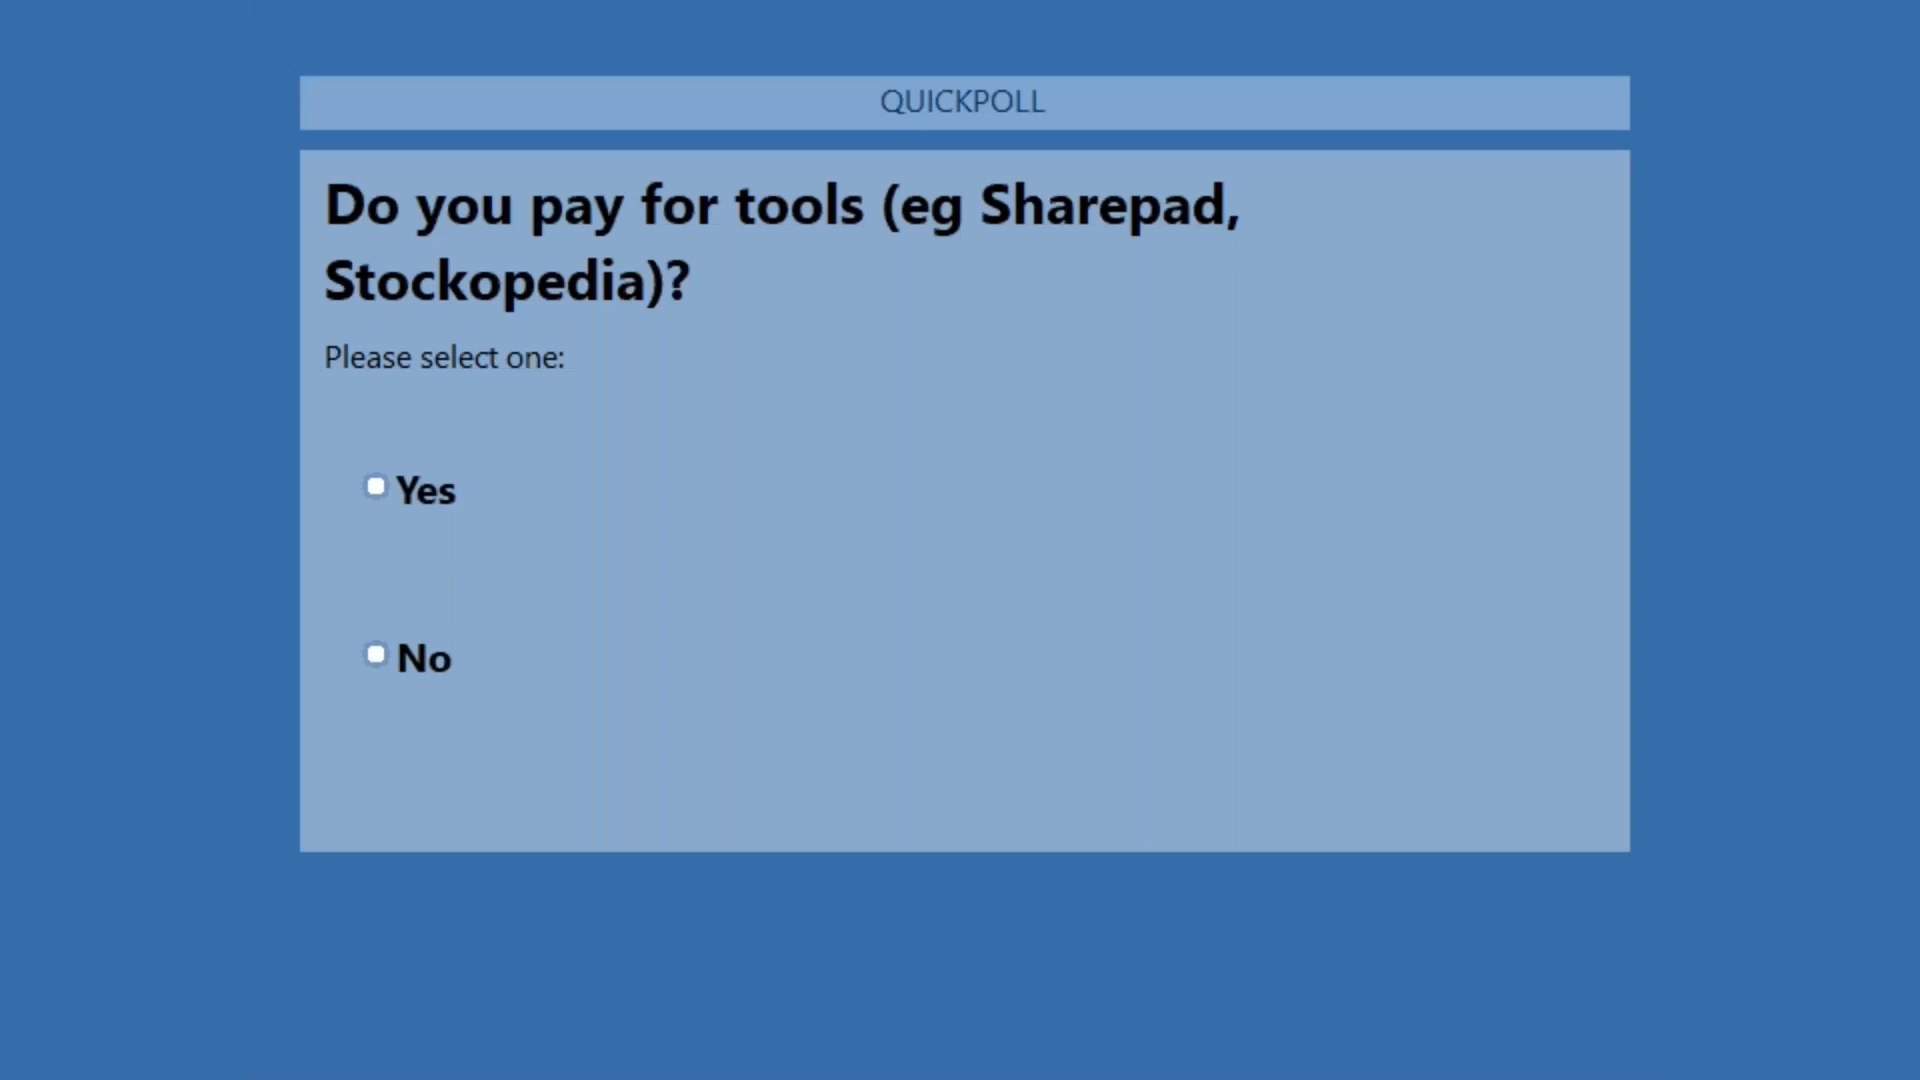 QUICKPOLL
Do you pay for tools (eg Sharepad,
Stockopedia)?
Please select one:
Yes
No